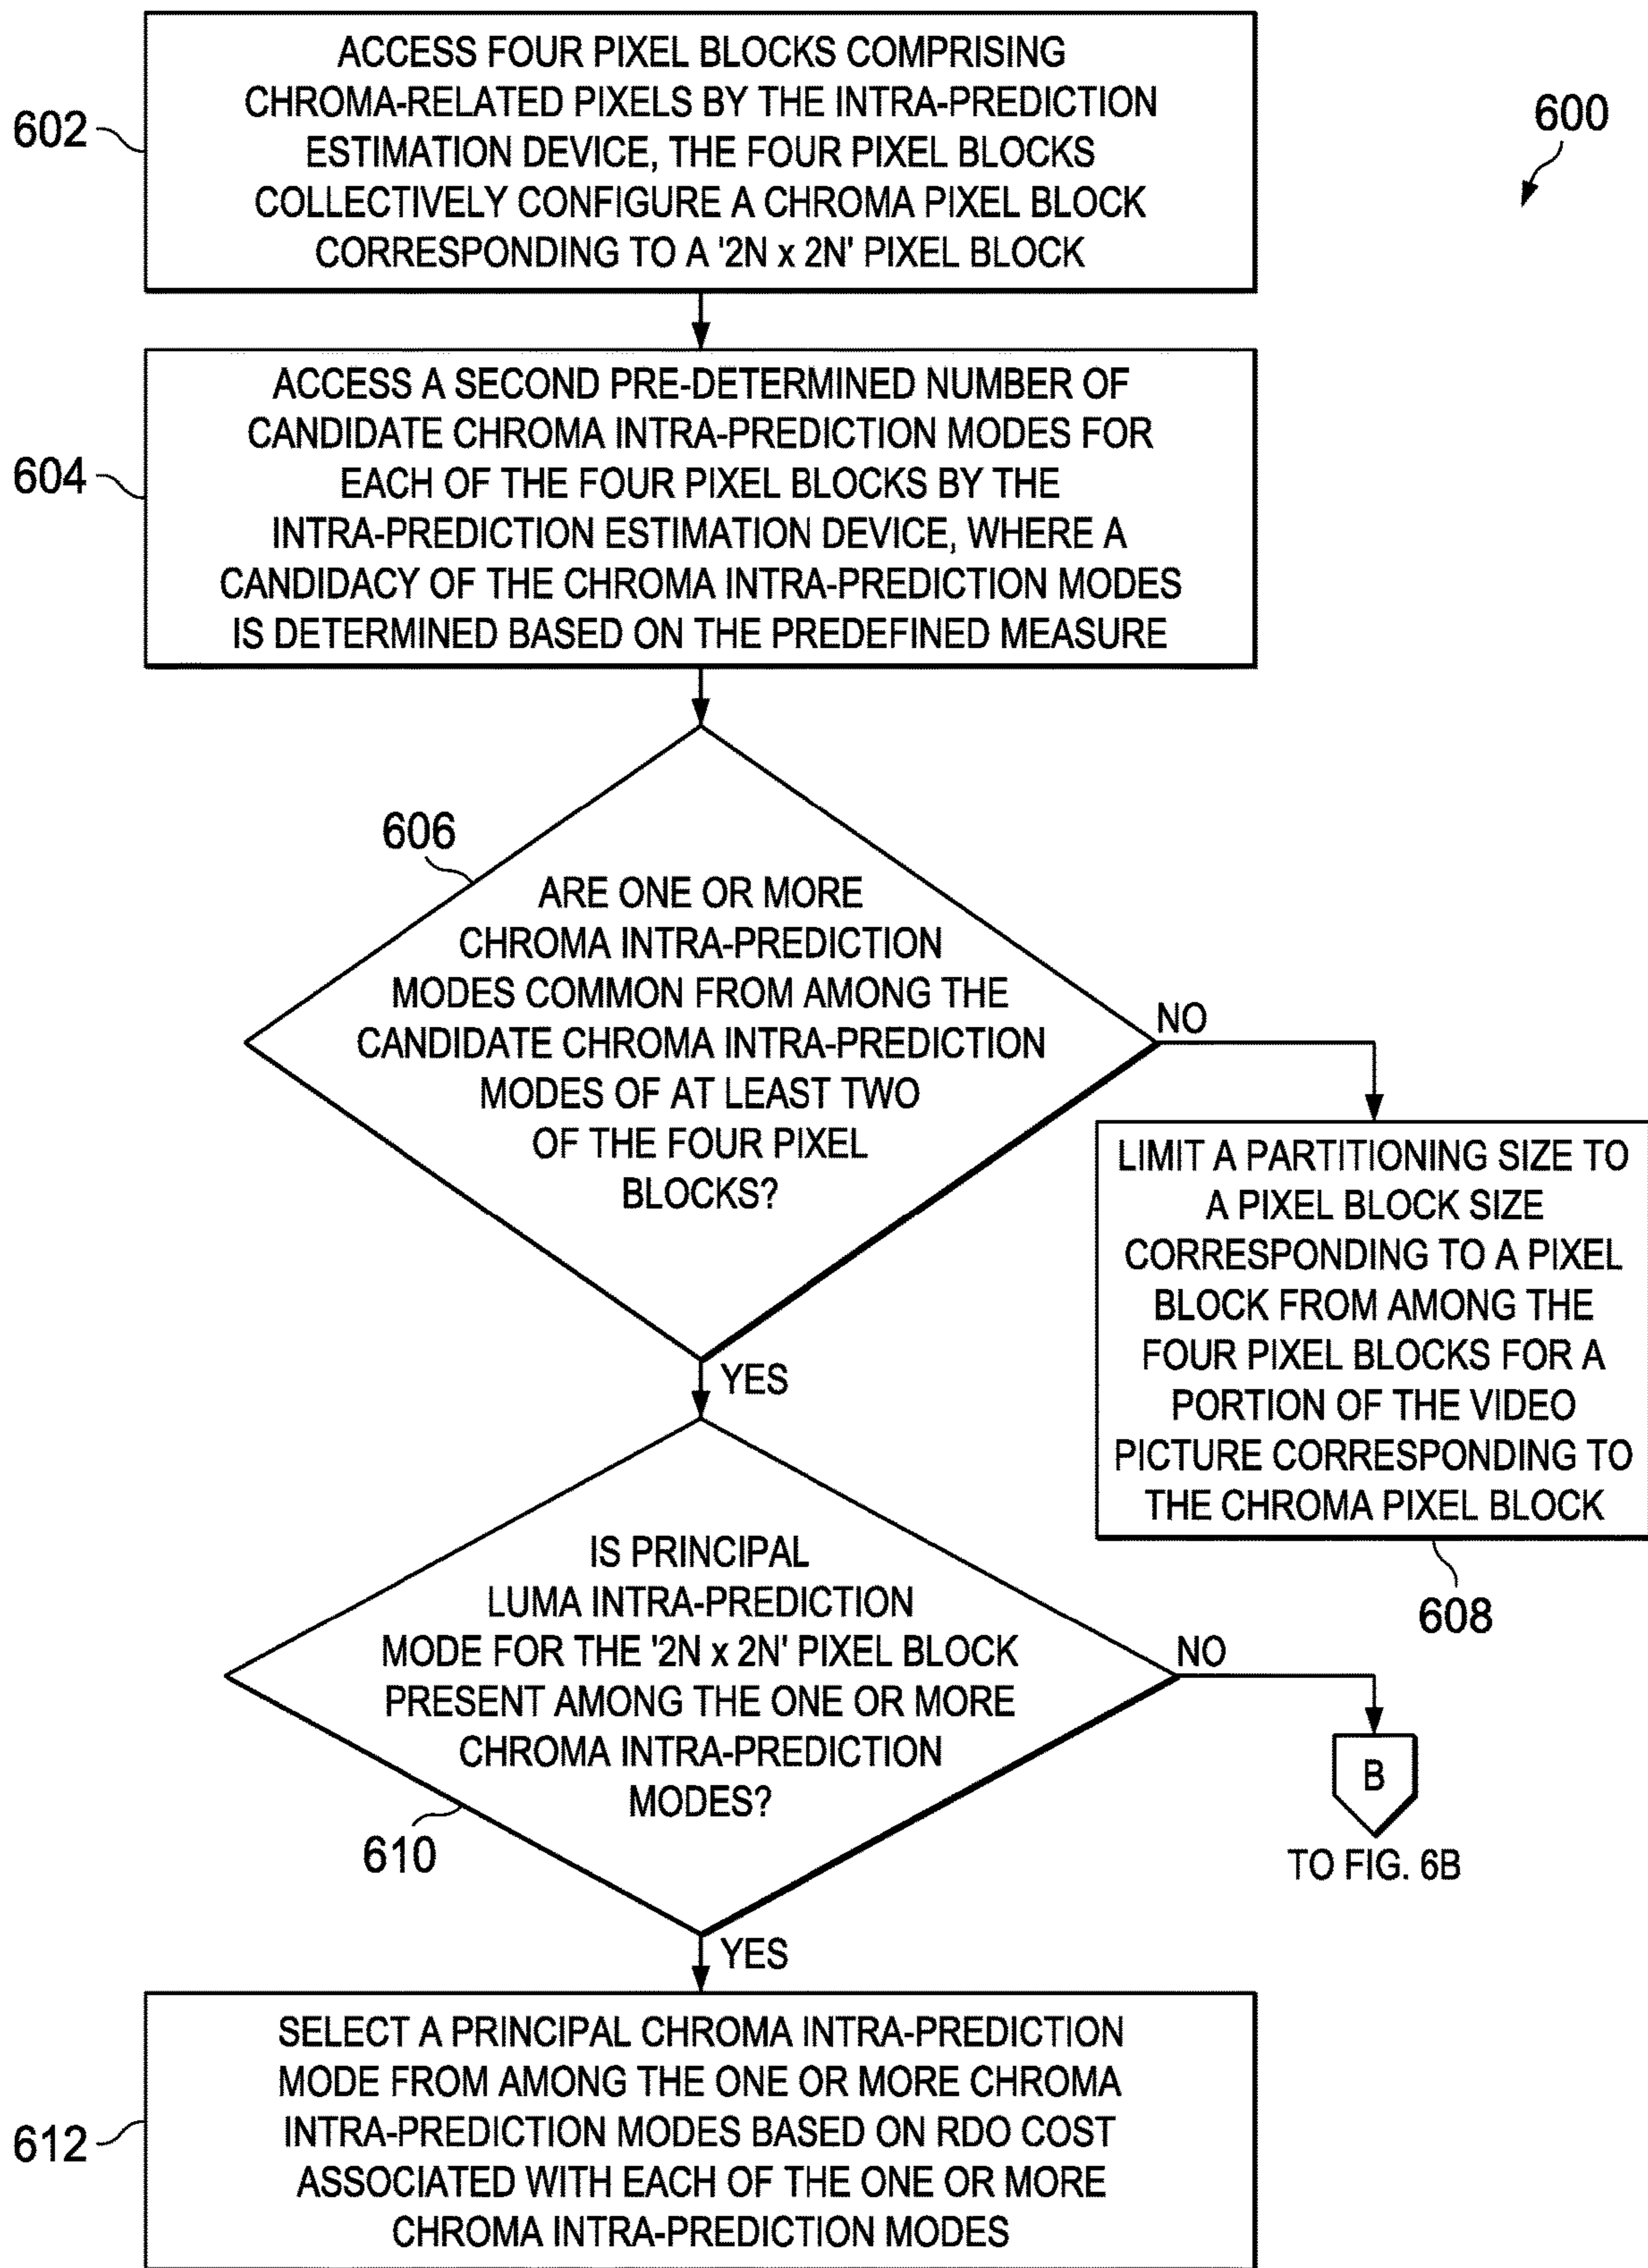 ACCESS FOUR PIXEL BLOCKS COMPRISING
CHROMA-RELATED PIXELS BY THE INTRA-PREDICTION
ESTIMATION DEVICE, THE FOUR PIXEL BLOCKS
COLLECTIVELY CONFIGURE A CHROMA PIXEL BLOCK
CORRESPONDING TO A '2N x 2N' PIXEL BLOCK
602
600
ACCESS A SECOND PRE-DETERMINED NUMBER OF
CANDIDATE CHROMA INTRA-PREDICTION MODES FOR
EACH OF THE FOUR PIXEL BLOCKS BY THE
INTRA-PREDICTION ESTIMATION DEVICE, WHERE A
CANDIDACY OF THE CHROMA INTRA-PREDICTION MODES
IS DETERMINED BASED ON THE PREDEFINED MEASURE
604
606
ARE ONE OR MORE
CHROMA INTRA-PREDICTION
MODES COMMON FROM AMONG THE
CANDIDATE CHROMA INTRA-PREDICTION
MODES OF AT LEAST TWO
OF THE FOUR PIXEL
BLOCKS?
NO
YES
LIMIT A PARTITIONING SIZE TO
A PIXEL BLOCK SIZE
CORRESPONDING TO A PIXEL
BLOCK FROM AMONG THE
FOUR PIXEL BLOCKS FOR A
PORTION OF THE VIDEO
PICTURE CORRESPONDING TO
THE CHROMA PIXEL BLOCK
608
IS PRINCIPAL
LUMA INTRA-PREDICTION
MODE FOR THE '2N x 2N' PIXEL BLOCK
PRESENT AMONG THE ONE OR MORE
CHROMA INTRA-PREDICTION
MODES?
610
NO
B
TO FIG. 6B
YES
SELECT A PRINCIPAL CHROMA INTRA-PREDICTION
MODE FROM AMONG THE ONE OR MORE CHROMA
INTRA-PREDICTION MODES BASED ON RDO COST
ASSOCIATED WITH EACH OF THE ONE OR MORE
CHROMA INTRA-PREDICTION MODES
612